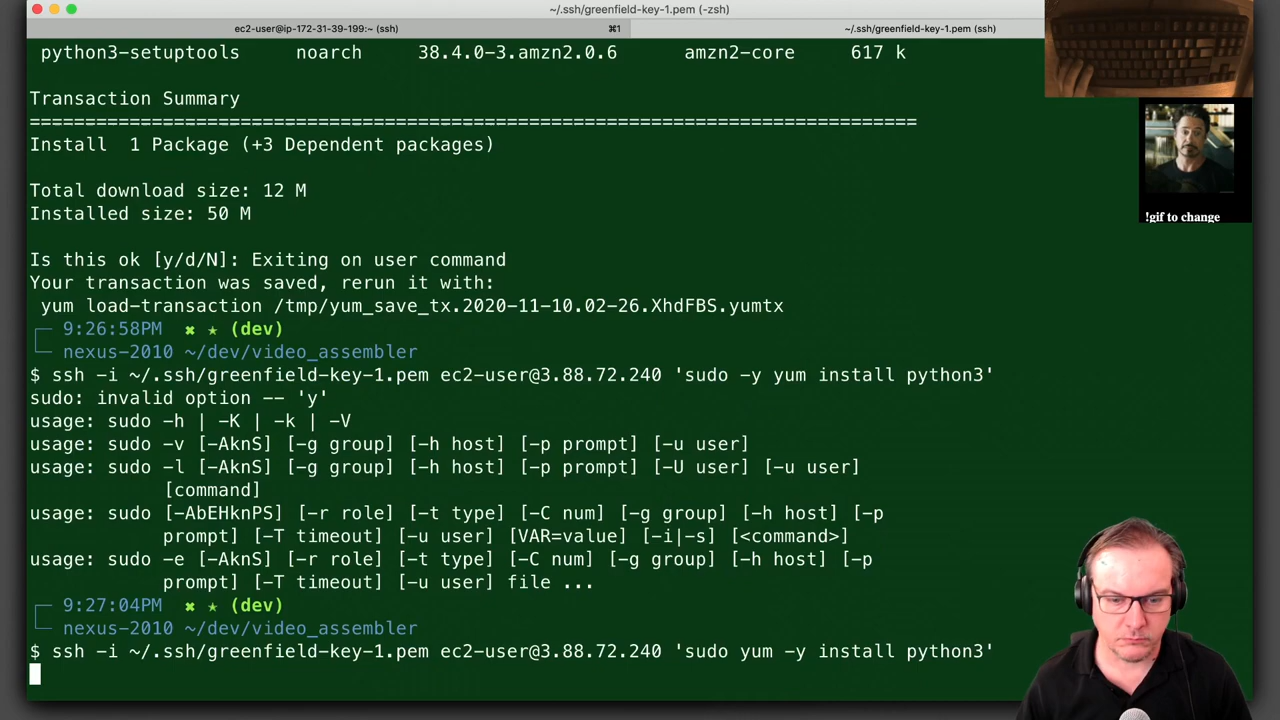 ~/.ssh/greenfield-key-1.pem (-zsh)
ec2-user@ip-172-31-39-199:~ (ssh) ⌘1 ~/.ssh/greenfield-key-1.pem (ssh)
python3-setuptools noarch 38.4.0-3.amzn2.0.6 amzn2-core 617 k
Transaction Summary
================================================================================
Install 1 Package (+3 Dependent packages)
Total download size: 12 M
Installed size: 50 M
!gif to change
Is this ok [y/d/N]: Exiting on user command
Your transaction was saved, rerun it with:
yum load-transaction /tmp/yum_save_tx.2020-11-10.02-26.XhdFBS.yumtx
┌─ 9:26:58PM ✖ ★ (dev)
└─ nexus-2010 ~/dev/video_assembler
$ ssh -i ~/.ssh/greenfield-key-1.pem ec2-user@3.88.72.240 'sudo -y yum install python3'
sudo: invalid option -- 'y'
usage: sudo -h | -K | -k | -V
usage: sudo -v [-AknS] [-g group] [-h host] [-p prompt] [-u user]
usage: sudo -l [-AknS] [-g group] [-h host] [-p prompt] [-U user] [-u user]
[command]
usage: sudo [-AbEHknPS] [-r role] [-t type] [-C num] [-g group] [-h host] [-p
prompt] [-T timeout] [-u user] [VAR=value] [-i|-s] [<command>]
usage: sudo -e [-AknS] [-r role] [-t type] [-C num] [-g group] [-h host] [-p
prompt] [-T timeout] [-u user] file ...
┌─ 9:27:04PM ✖ ★ (dev)
└─ nexus-2010 ~/dev/video_assembler
$ ssh -i ~/.ssh/greenfield-key-1.pem ec2-user@3.88.72.240 'sudo yum -y install python3'